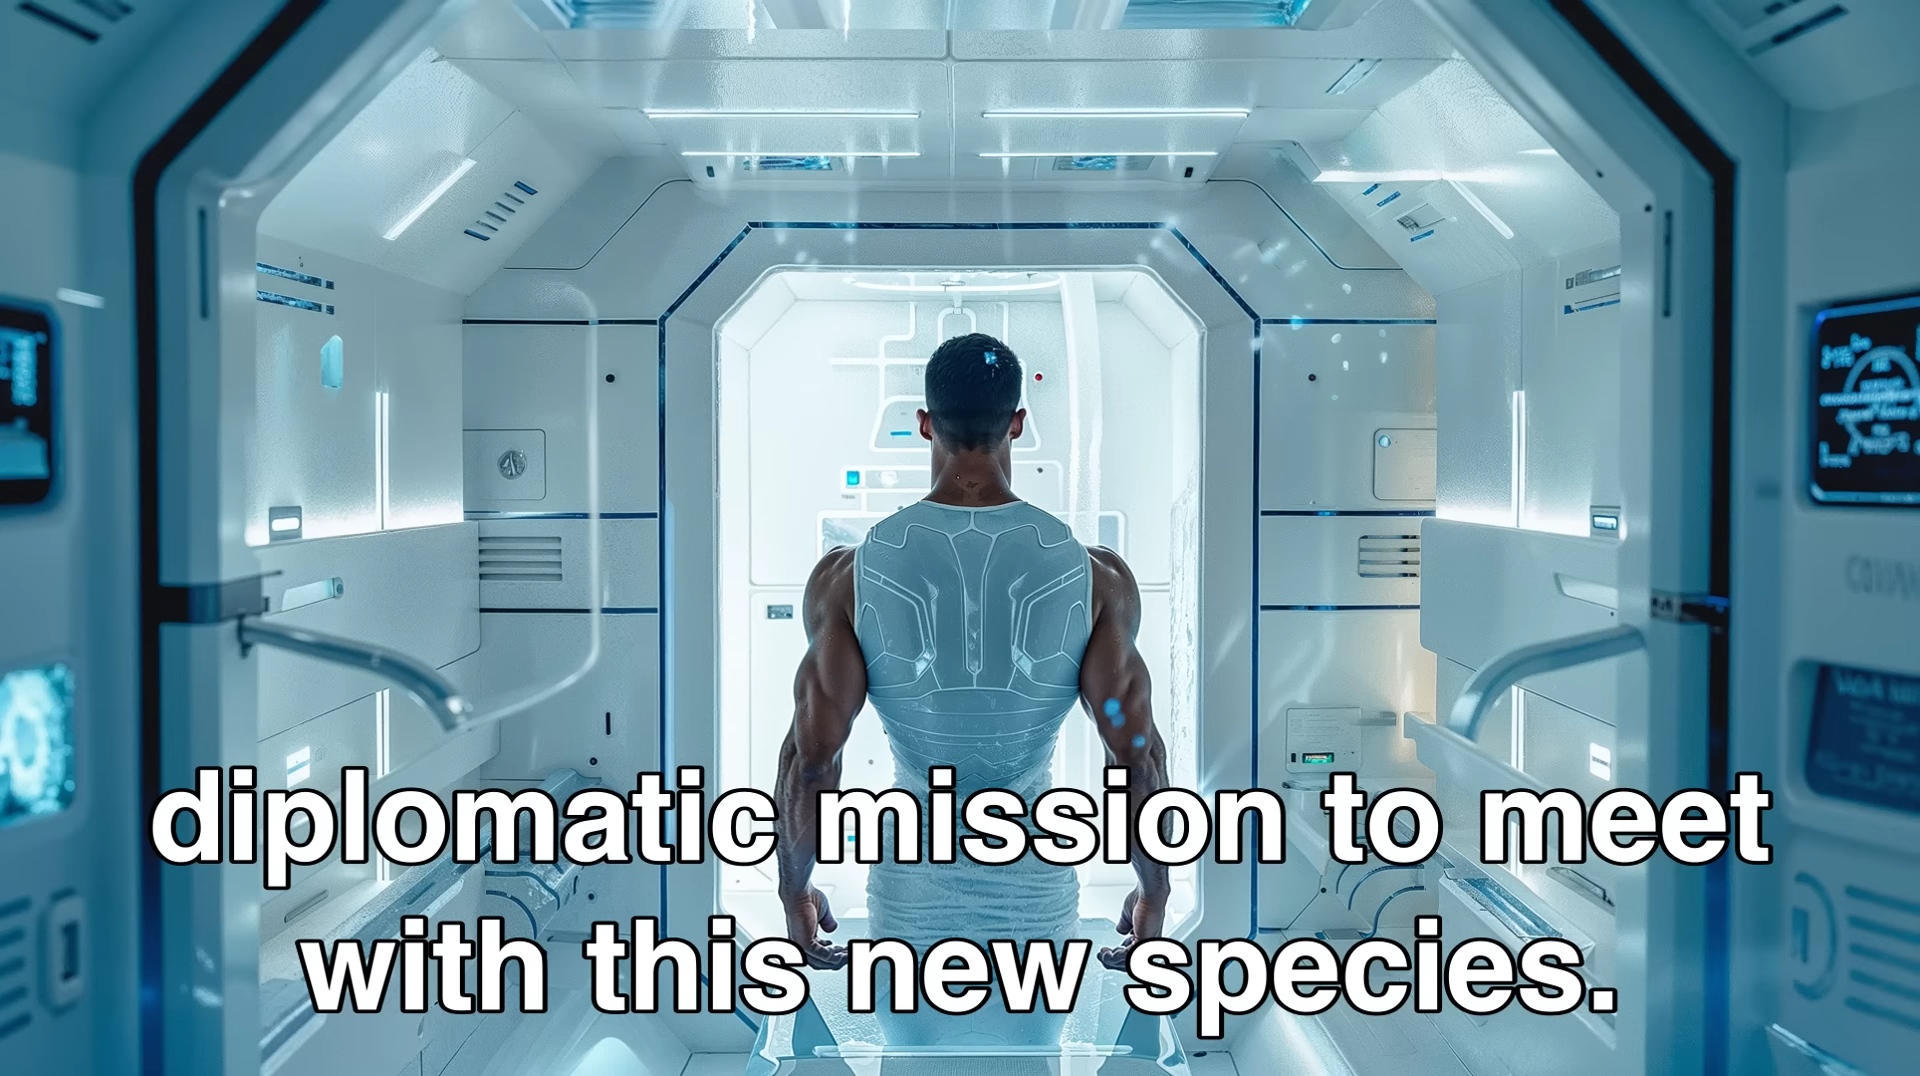 diplomatic mission to meet
with this new species.